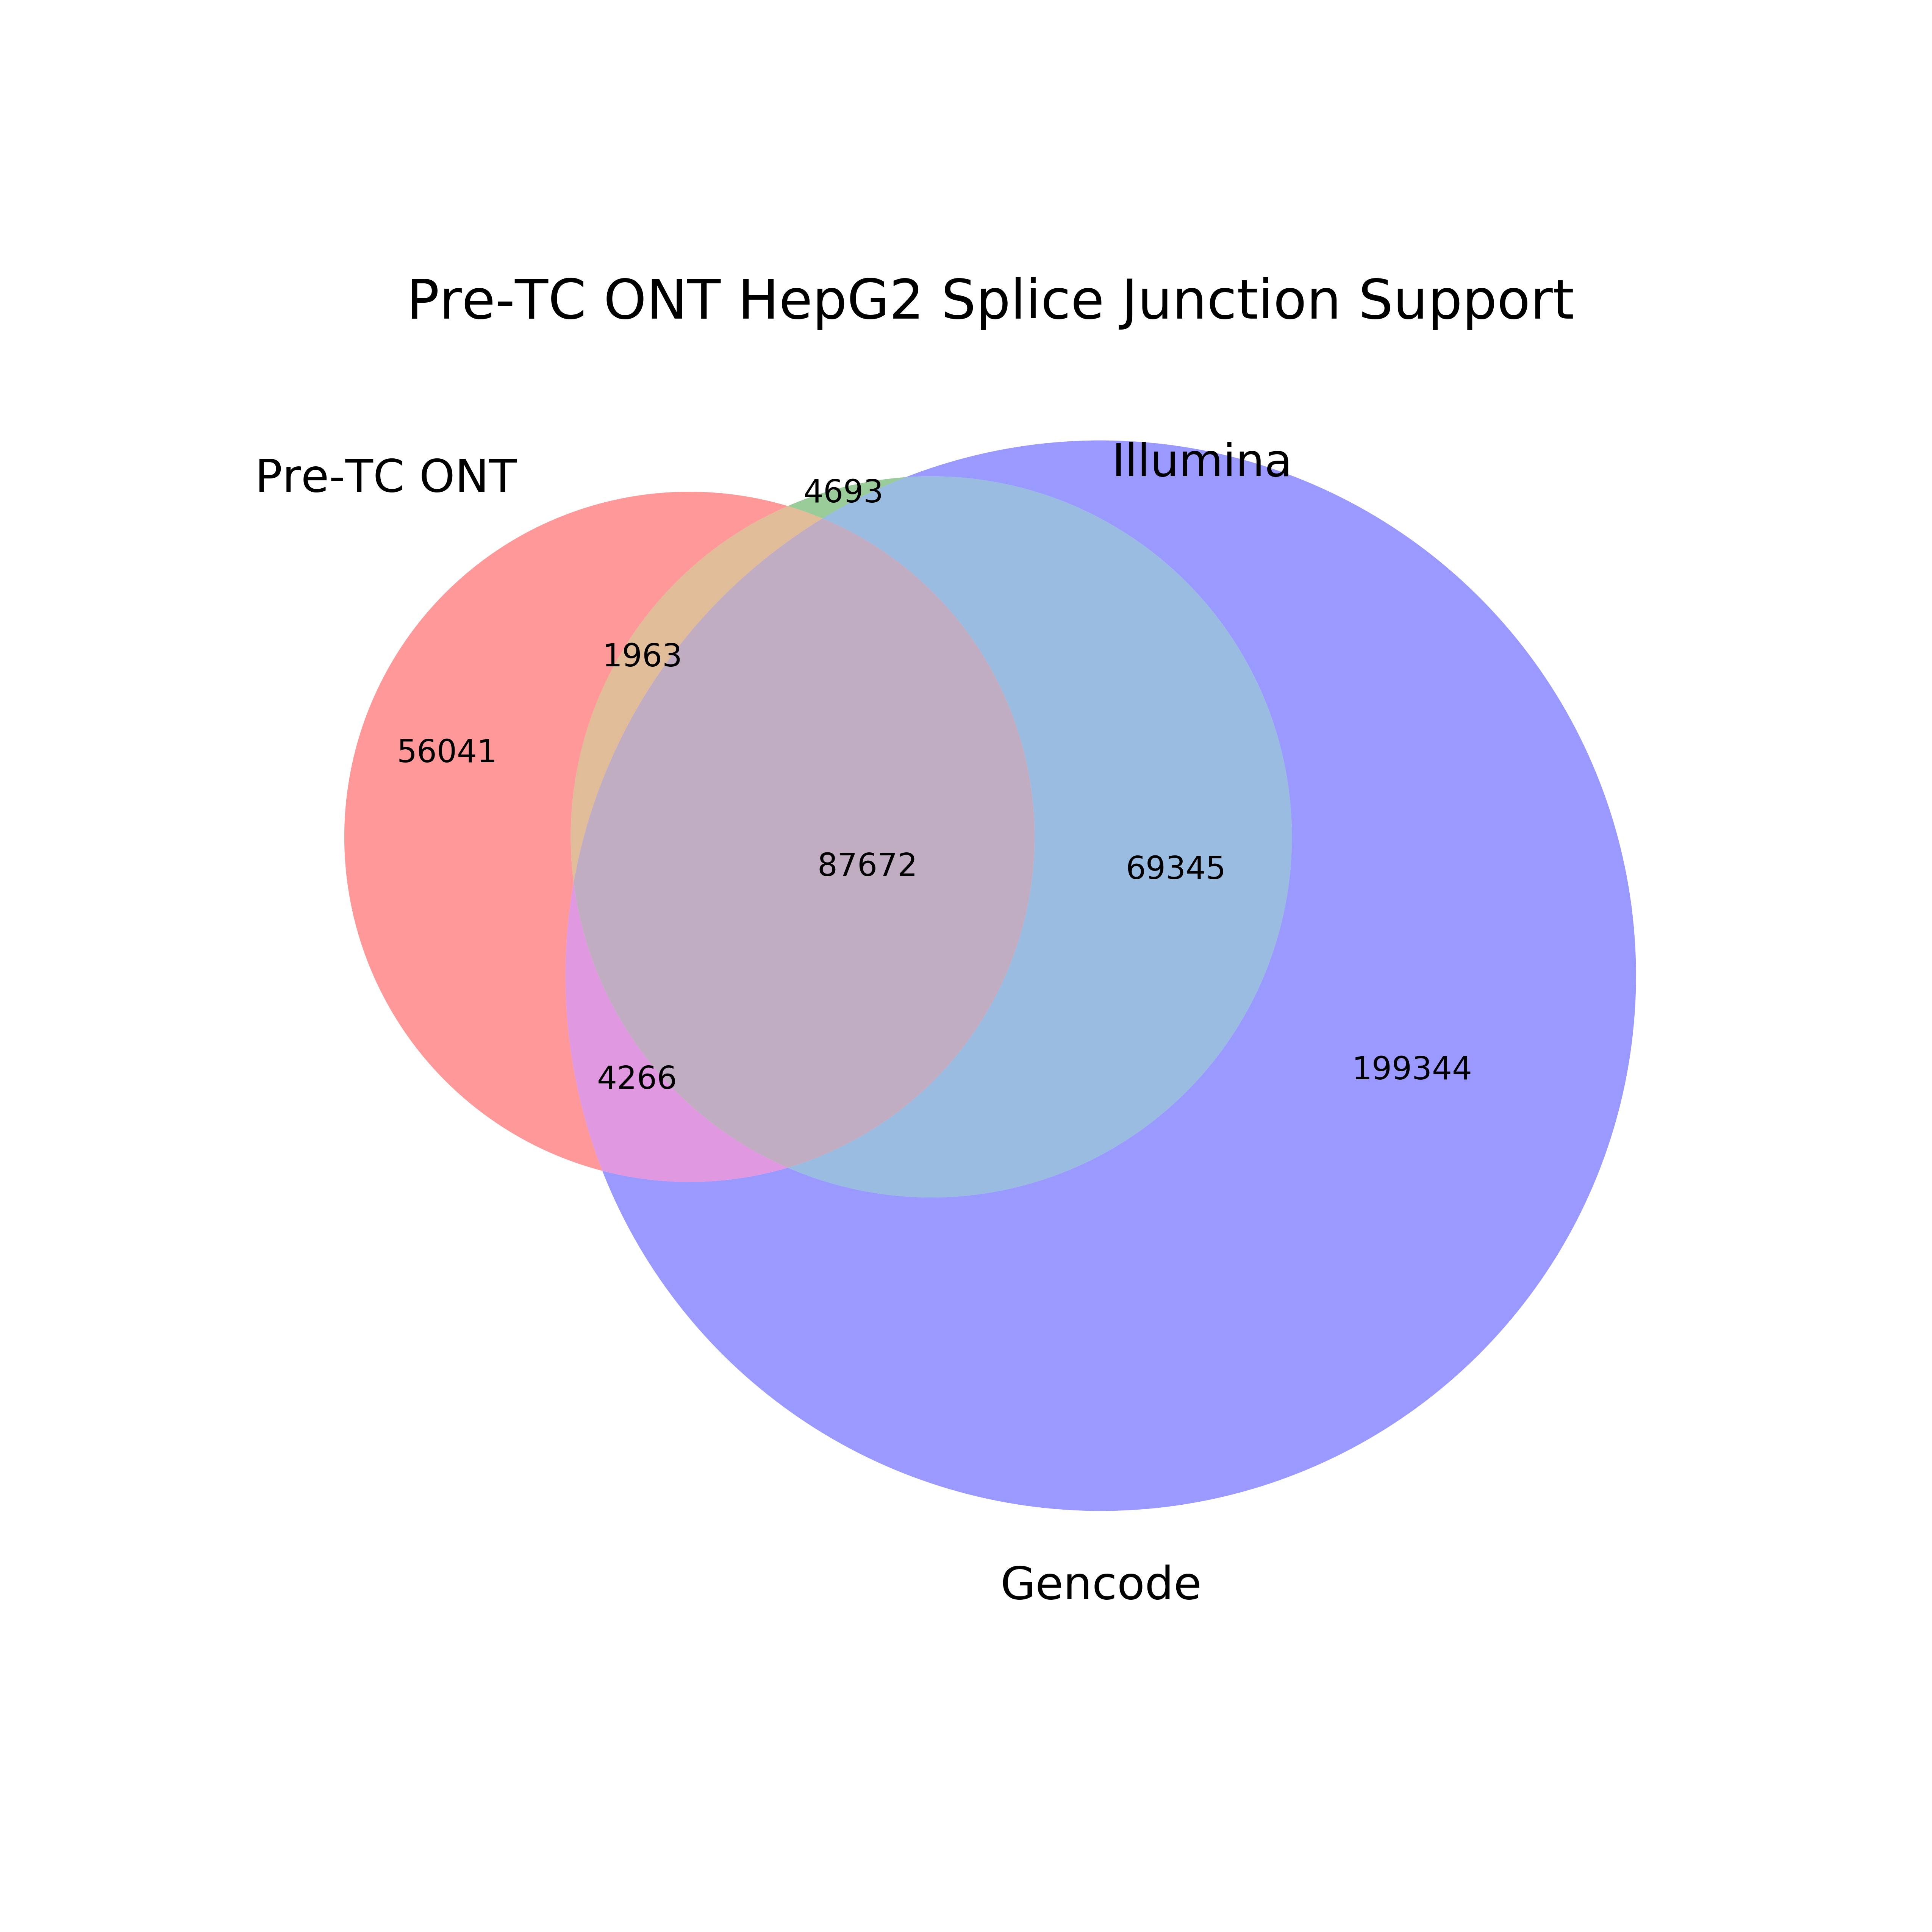 Pre-TC ONT HepG2 Splice Junction Support
Illumina
Pre-TC ONT
4693
1963
56041
87672
69345
199344
4266
Gencode